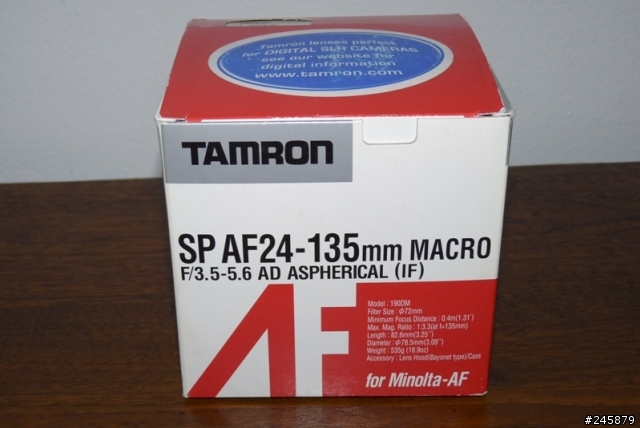 Tamron lenses perfect
for DIGITAL SLR CAMERAS
see our website for
digital information
www.tamron.com
TAMRON
SP AF24-135mm MACRO
F/3.5-5.6 AD ASPHERICAL (IF)
AF
Model : 190DM
Filter Size : Φ72mm
Minimum Focus Distance : 0.4m(1.31´)
Max. Mag. Ratio : 1:3.3(at f=135mm)
Length : 82.6mm(3.25˝)
Diameter : Φ78.5mm(3.09˝)
Weight : 535g (18.9oz)
Accessory : Lens Hood(Bayonet type)/Case
for Minolta-AF
#245879